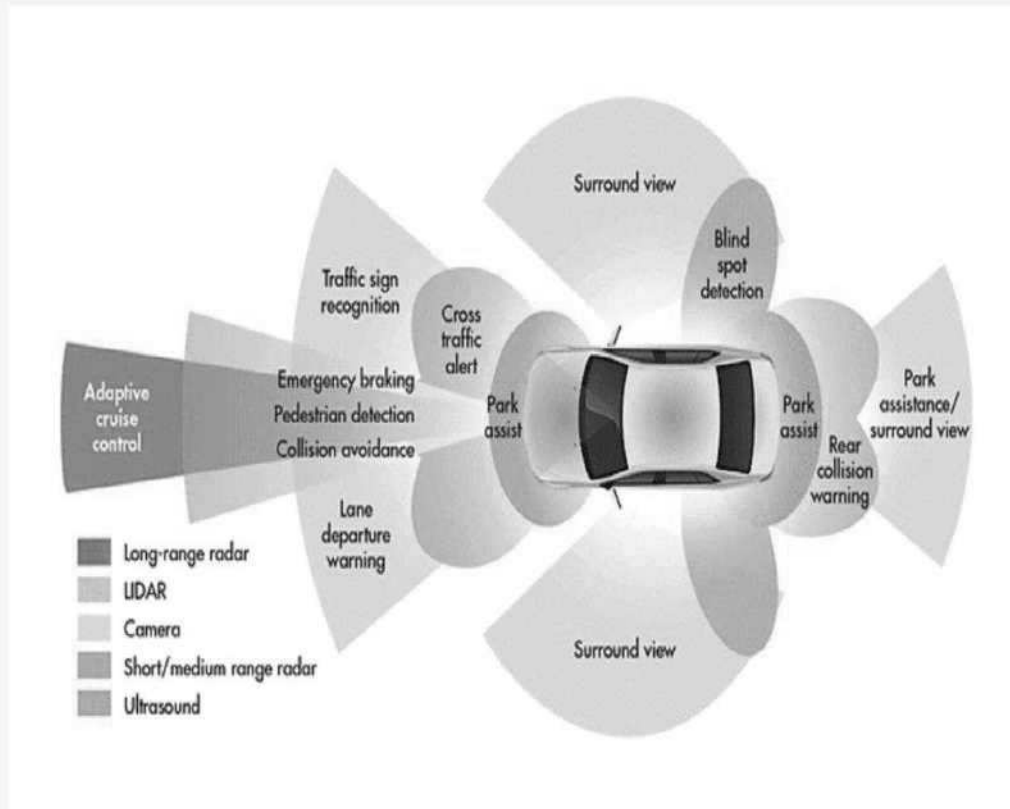 Surround view
Blind
spot
detection
Traffic sign
recognition
Cross
traffic
alert
Emergency braking
Pedestrian detection
Collision avoidance
Adaptive
cruise
control
Park
assist
Park
assist
Park
assistance/
surround view
Rear
collision
warning
Lane
departure
warning
Surround view
Long-range radar
LIDAR
Camera
Short/medium range radar
Ultrasound